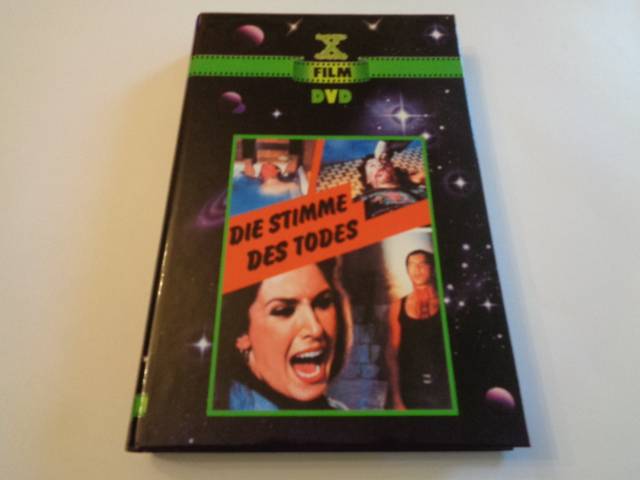 X
FILM
DVD
DIE STIMME
DES TODES